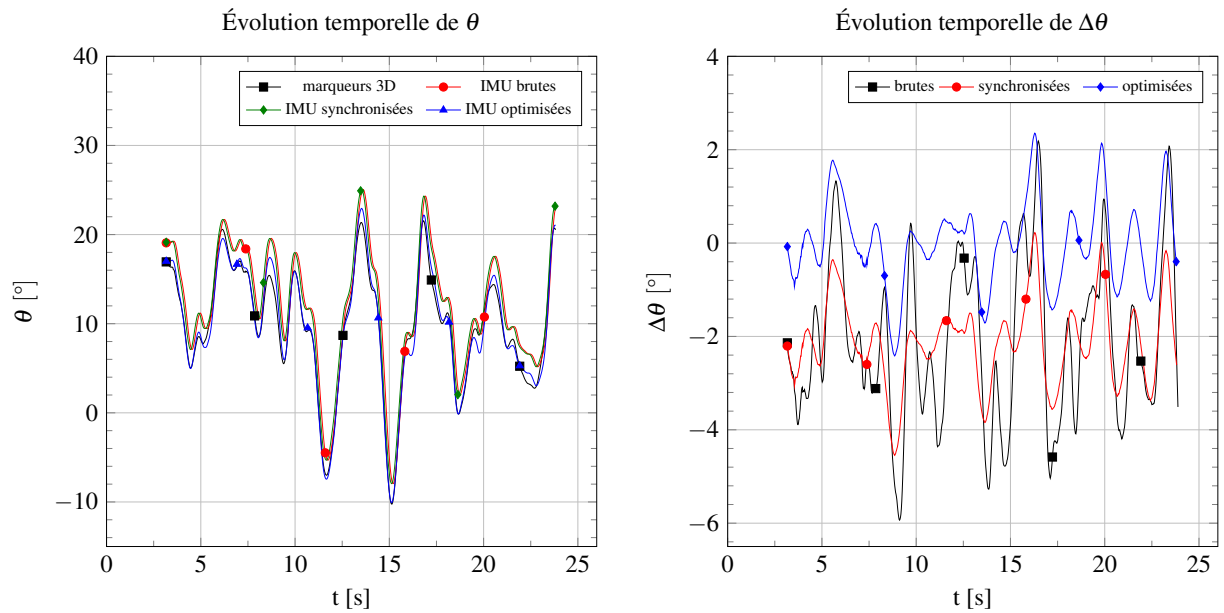 Évolution temporelle de θ
40
30
20
10
0
−10
0
5
10
15
20
25
t [s]
θ [°]
marqueurs 3D
IMU brutes
IMU synchronisées
IMU optimisées
Évolution temporelle de Δθ
4
2
0
−2
−4
−6
0
5
10
15
20
25
t [s]
Δθ [°]
brutes
synchronisées
optimisées